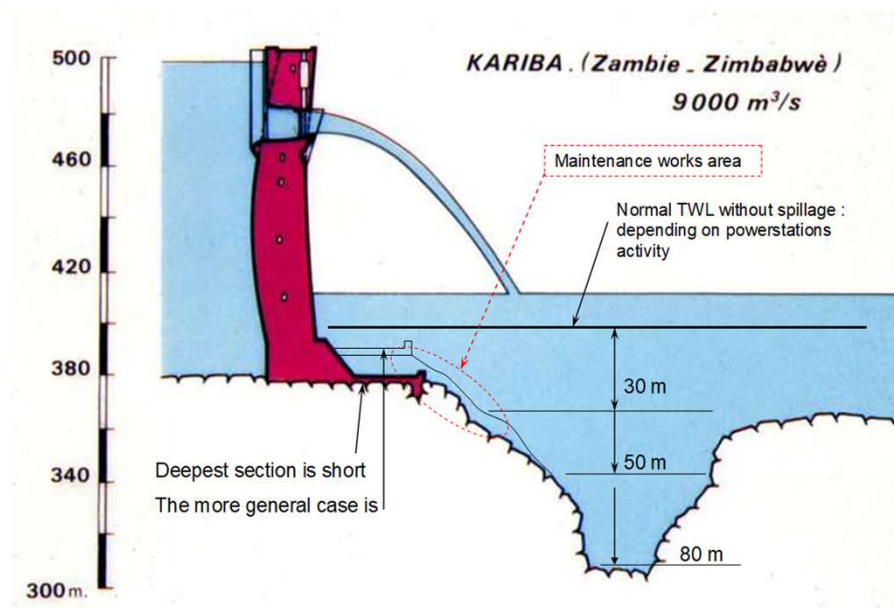 500
460
420
380
340
300 m.
KARIBA . (Zambie _ Zimbabwè)
9000 m³/s
Maintenance works area
Normal TWL without spillage :
depending on powerstations
activity
30 m
50 m
80 m
Deepest section is short
The more general case is